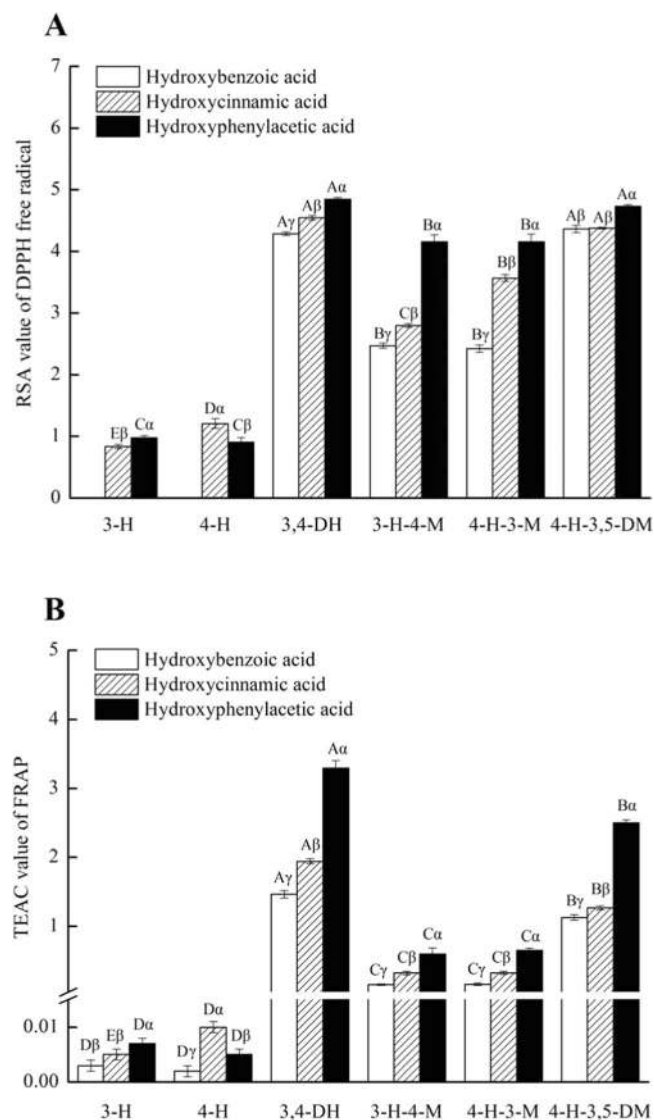 A
7
6
5
4
3
2
1
0
RSA value of DPPH free radical
Hydroxybenzoic acid
Hydroxycinnamic acid
Hydroxyphenylacetic acid
Eβ Cα Dα Cβ Aγ Aβ Aα Bγ Cβ Bα Bγ Bβ Bα Aβ Aβ Aα
3-H 4-H 3,4-DH 3-H-4-M 4-H-3-M 4-H-3,5-DM
B
5
4
3
2
1
0.01
0.00
TEAC value of FRAP
Hydroxybenzoic acid
Hydroxycinnamic acid
Hydroxyphenylacetic acid
Dβ Eβ Dα Dγ Dα Dβ Aγ Aβ Aα Cγ Cβ Cα Cγ Cβ Cα Bγ Bβ Bα
3-H 4-H 3,4-DH 3-H-4-M 4-H-3-M 4-H-3,5-DM